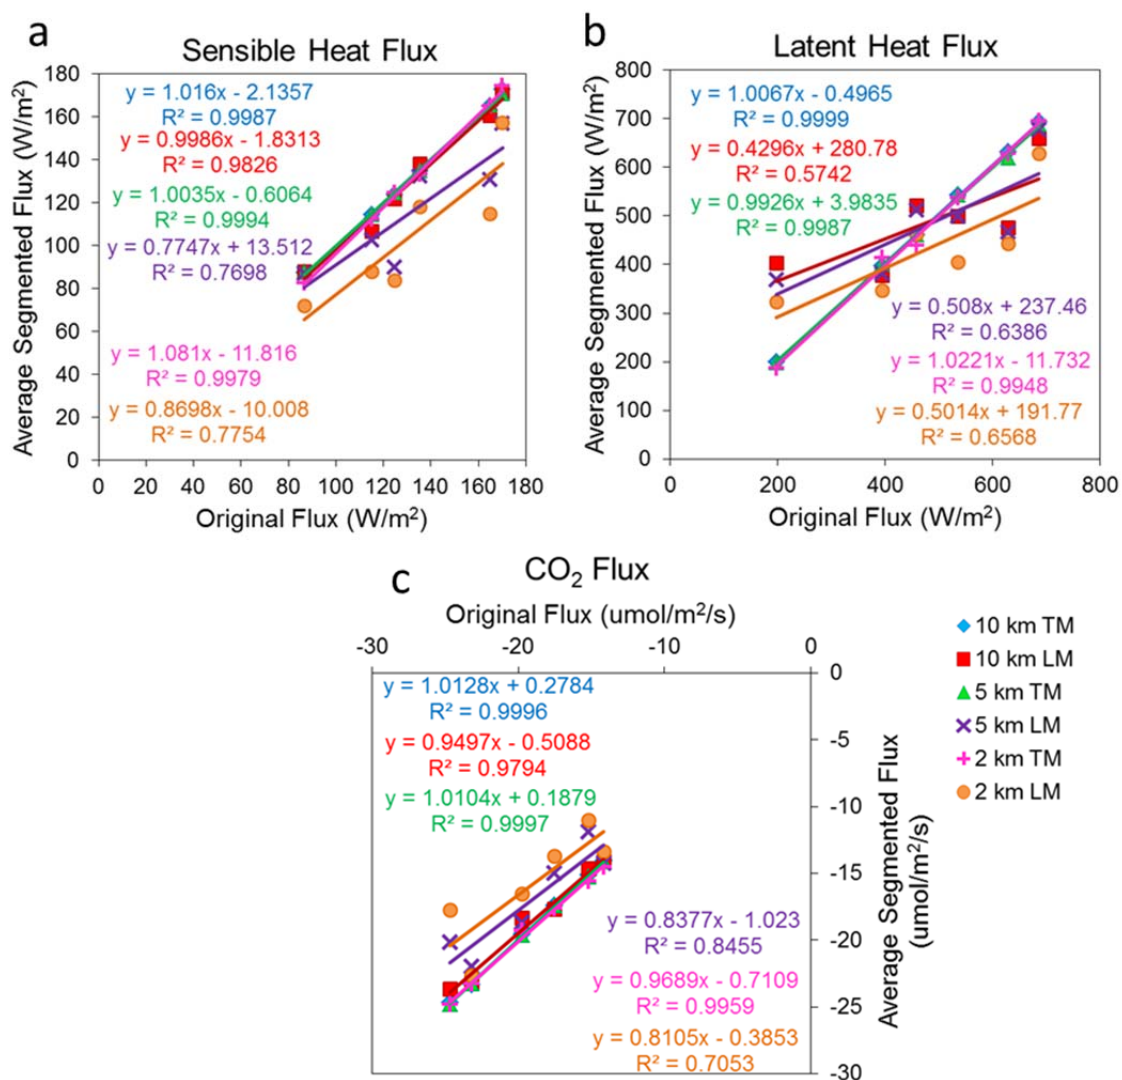 a
Sensible Heat Flux
Average Segmented Flux (W/m²)
180
160
140
120
100
80
60
40
20
0
y = 1.016x - 2.1357
R² = 0.9987
y = 0.9986x - 1.8313
R² = 0.9826
y = 1.0035x - 0.6064
R² = 0.9994
y = 0.7747x + 13.512
R² = 0.7698
y = 1.081x - 11.816
R² = 0.9979
y = 0.8698x - 10.008
R² = 0.7754
0 20 40 60 80 100 120 140 160 180
Original Flux (W/m²)
b
Latent Heat Flux
Average Segmented Flux (W/m²)
800
700
600
500
400
300
200
100
0
y = 1.0067x - 0.4965
R² = 0.9999
y = 0.4296x + 280.78
R² = 0.5742
y = 0.9926x + 3.9835
R² = 0.9987
y = 0.508x + 237.46
R² = 0.6386
y = 1.0221x - 11.732
R² = 0.9948
y = 0.5014x + 191.77
R² = 0.6568
0 200 400 600 800
Original Flux (W/m²)
c
CO₂ Flux
Original Flux (umol/m²/s)
-30 -20 -10 0
y = 1.0128x + 0.2784
R² = 0.9996
y = 0.9497x - 0.5088
R² = 0.9794
y = 1.0104x + 0.1879
R² = 0.9997
y = 0.8377x - 1.023
R² = 0.8455
y = 0.9689x - 0.7109
R² = 0.9959
y = 0.8105x - 0.3853
R² = 0.7053
0
-5
-10
-15
-20
-25
-30
Average Segmented Flux
(umol/m²/s)
10 km TM
10 km LM
5 km TM
5 km LM
2 km TM
2 km LM